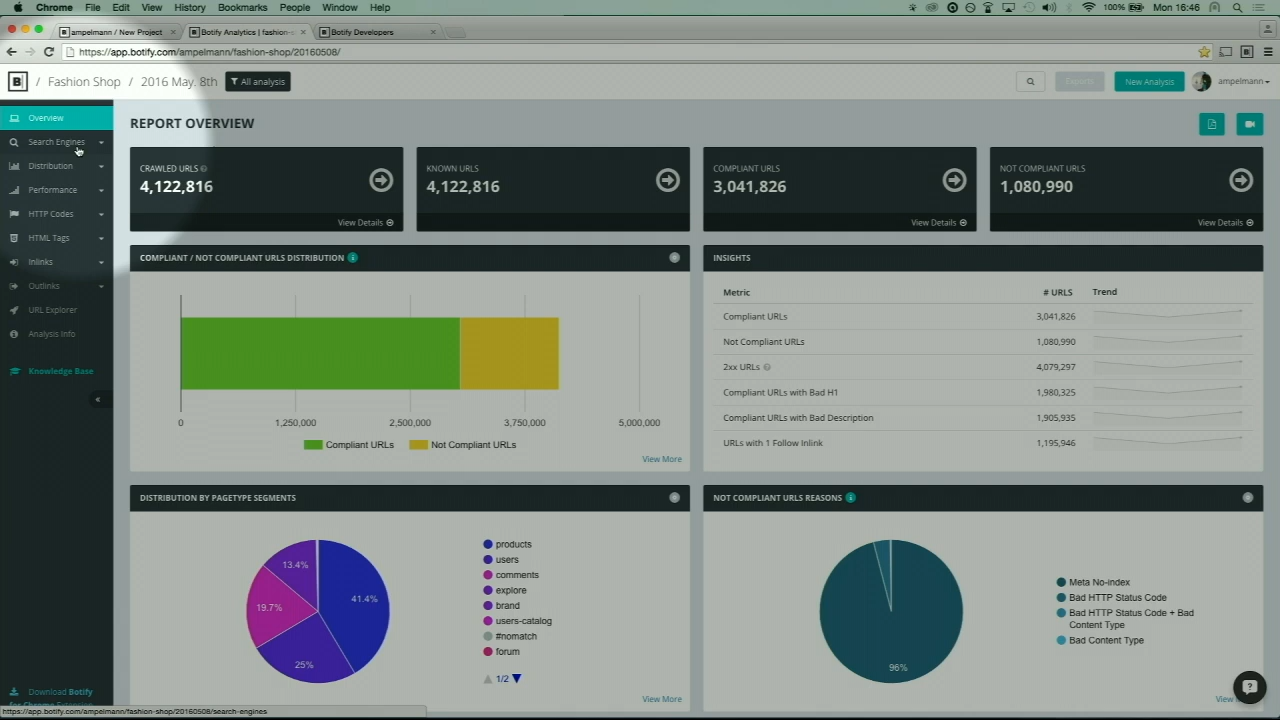 Chrome File Edit View History Bookmarks People Window Help 100% Mon 16:46
ampelmann / New Project Botify Analytics | fashion-s Botify Developers
https://app.botify.com/ampelmann/fashion-shop/20160508/
B / Fashion Shop / 2016 May. 8th All analysis Exports New Analysis ampelmann
Overview
Search Engines
Distribution
Performance
HTTP Codes
HTML Tags
Inlinks
Outlinks
URL Explorer
Analysis Info
Knowledge Base
«
Download Botify
for Chrome Extension
REPORT OVERVIEW
CRAWLED URLS
4,122,816
View Details
KNOWN URLS
4,122,816
COMPLIANT URLS
3,041,826
View Details
NOT COMPLIANT URLS
1,080,990
View Details
COMPLIANT / NOT COMPLIANT URLS DISTRIBUTION
0 1,250,000 2,500,000 3,750,000 5,000,000
Compliant URLs Not Compliant URLs
View More
INSIGHTS
Metric # URLS Trend
Compliant URLs 3,041,826
Not Compliant URLs 1,080,990
2xx URLs 4,079,297
Compliant URLs with Bad H1 1,980,325
Compliant URLs with Bad Description 1,905,935
URLs with 1 Follow Inlink 1,195,946
DISTRIBUTION BY PAGETYPE SEGMENTS
13.4%
41.4%
19.7%
25%
products
users
comments
explore
brand
users-catalog
#nomatch
forum
1/2
View More
NOT COMPLIANT URLS REASONS
96%
Meta No-index
Bad HTTP Status Code
Bad HTTP Status Code + Bad
Content Type
Bad Content Type
https://app.botify.com/ampelmann/fashion-shop/20160508/search-engines